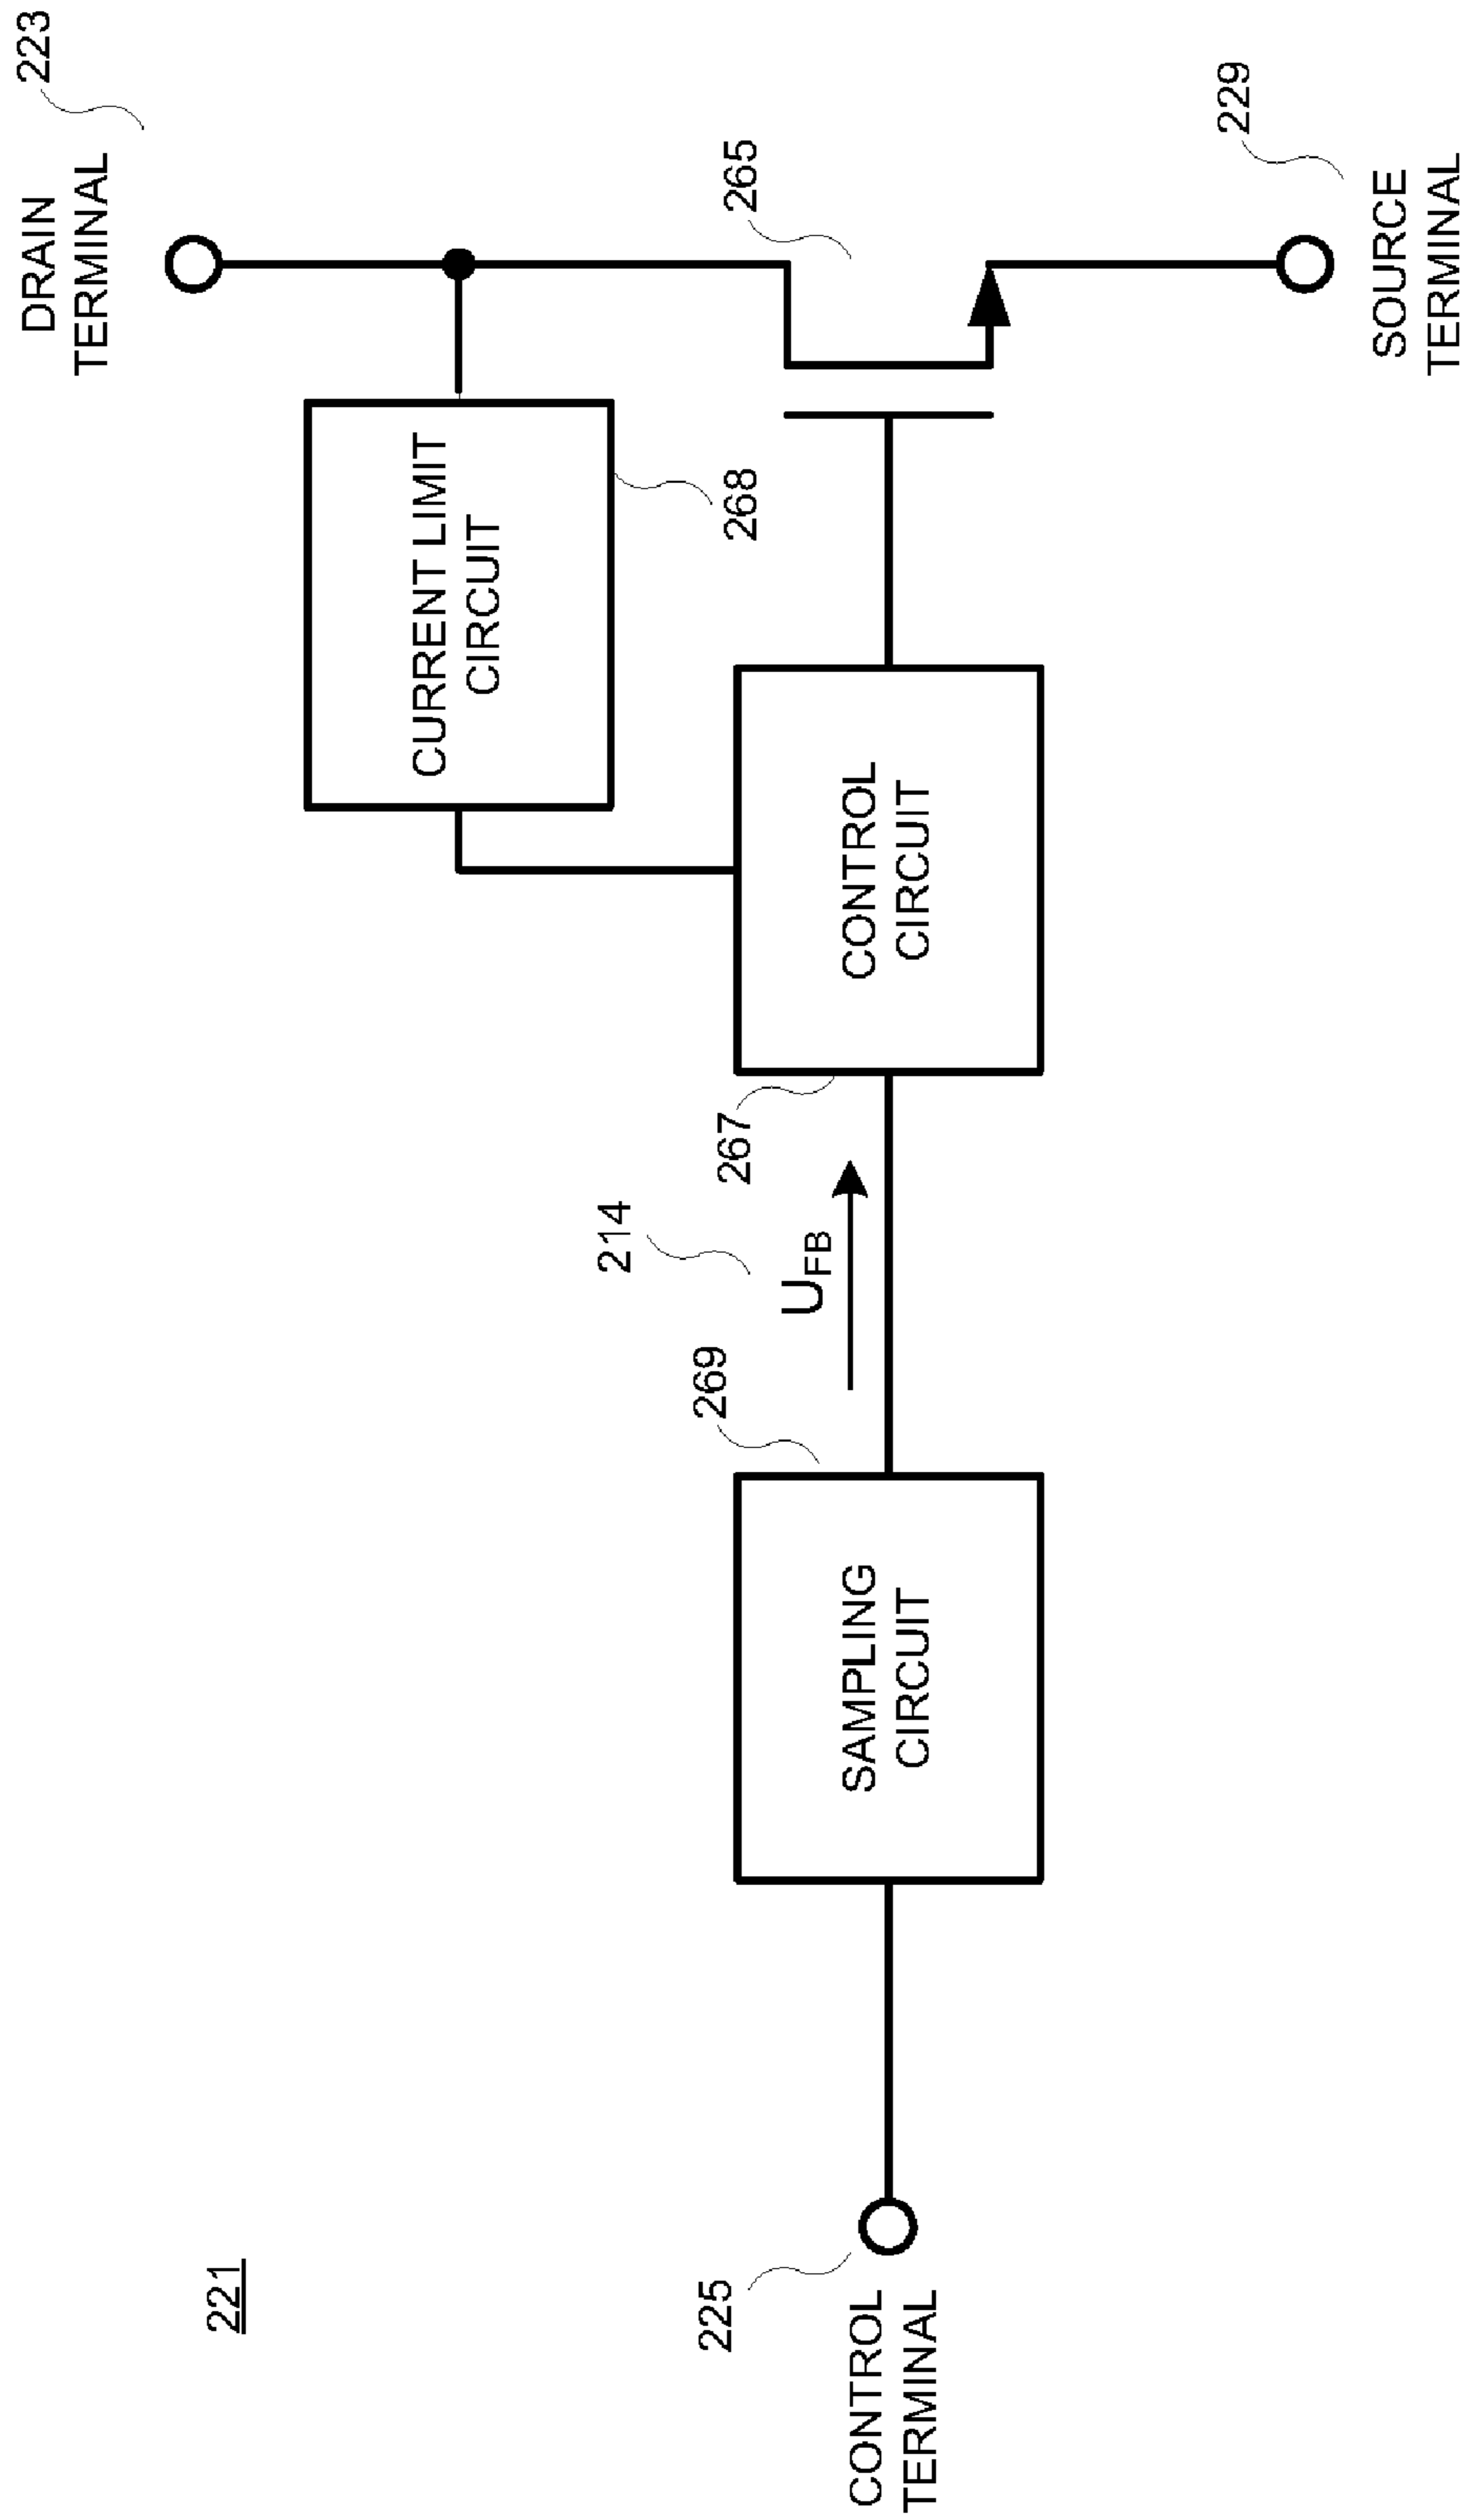 221
DRAIN
TERMINAL
223
CURRENT LIMIT
CIRCUIT
268
265
214
269
267
225
U_FB
CONTROL
TERMINAL
SAMPLING
CIRCUIT
CONTROL
CIRCUIT
229
SOURCE
TERMINAL